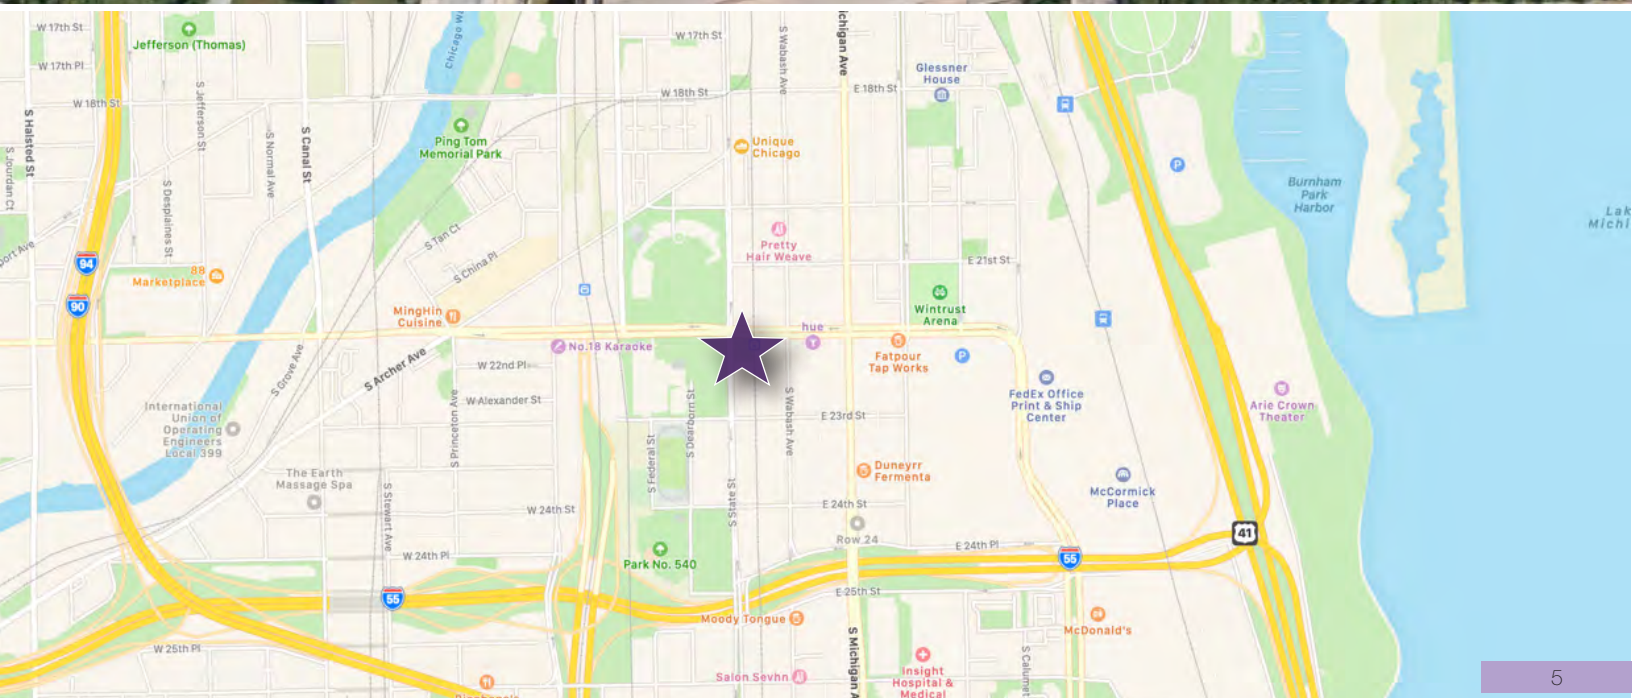 W 17th St
Jefferson (Thomas)
W 17th Pl
W 18th St
S Halsted St
S Jefferson St
S Jourdan Ct
S Normal Ave
S Canal St
S Desplaines St
port Ave
Chicago
Ping Tom
Memorial Park
W 17th St
S Wabash Ave
ichigan Ave
W 18th St
E 18th St
Glessner
House
Unique
Chicago
P
Burnham
Park
Harbor
Lak
Michi
S Tan Ct
S China Pl
Pretty
Hair Weave
E 21st St
94
90
88
Marketplace
MingHin
Cuisine
Wintrust
Arena
hue
No.18 Karaoke
Fatpour
Tap Works
P
S Grove Ave
S Archer Ave
W 22nd Pl
W Alexander St
S Princeton Ave
S Dearborn St
S Wabash Ave
E 23rd St
FedEx Office
Print & Ship
Center
Arie Crown
Theater
International
Union of
Operating
Engineers
Local 399
The Earth
Massage Spa
S Federal St
S State St
S Stewart Ave
Duneyrr
Fermenta
McCormick
Place
W 24th St
E 24th St
Row 24
W 24th Pl
E 24th Pl
Park No. 540
41
55
55
E 25th St
Moody Tongue
McDonald's
W 25th Pl
S Michigan A
S Calumet
Salon Sevhn
Insight
Hospital &
Medical
5